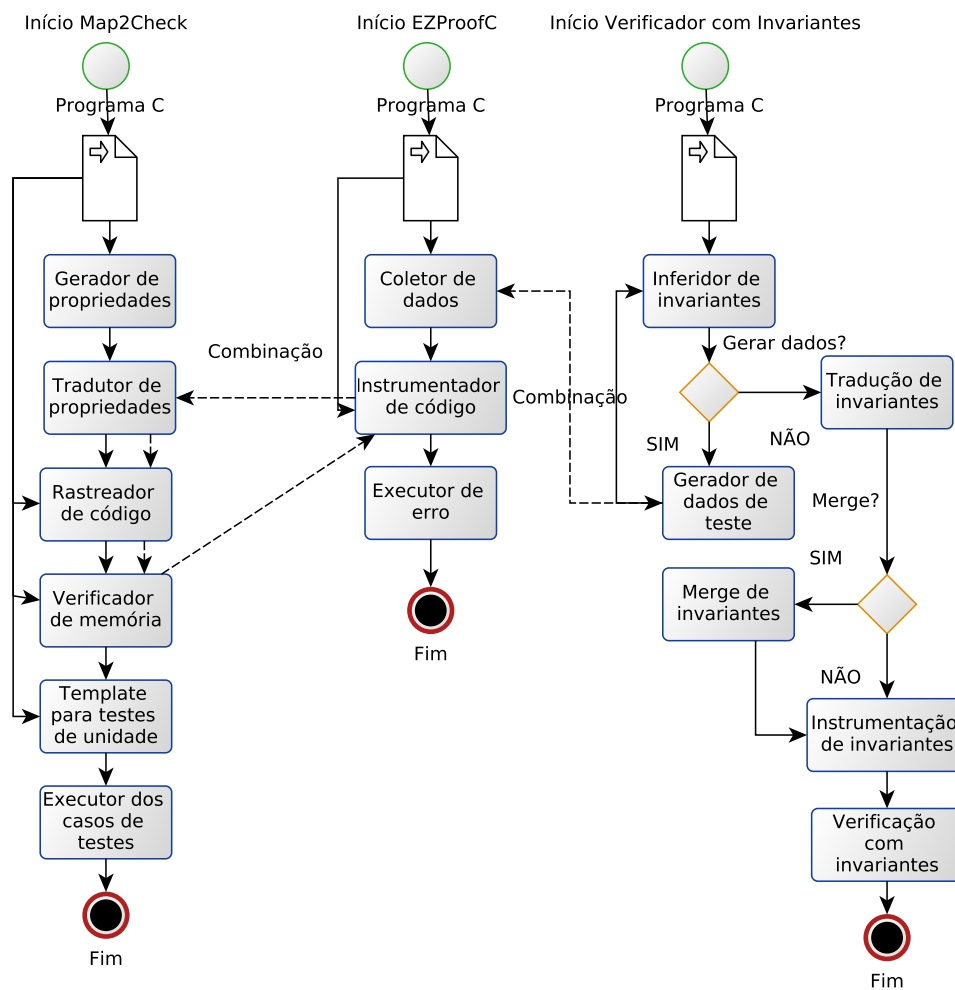 Início Map2Check
Início EZProofC
Início Verificador com Invariantes
Programa C
Programa C
Programa C
Gerador de
propriedades
Coletor de
dados
Inferidor de
invariantes
Gerar dados?
Combinação
Tradutor de
propriedades
Instrumentador
de código
Combinação
Tradução de
invariantes
SIM
NÃO
Rastreador
de código
Executor de
erro
Gerador de
dados de
teste
Merge?
SIM
Verificador
de memória
Merge de
invariantes
Fim
NÃO
Template
para testes
de unidade
Instrumentação
de invariantes
Executor dos
casos de
testes
Verificação
com
invariantes
Fim
Fim